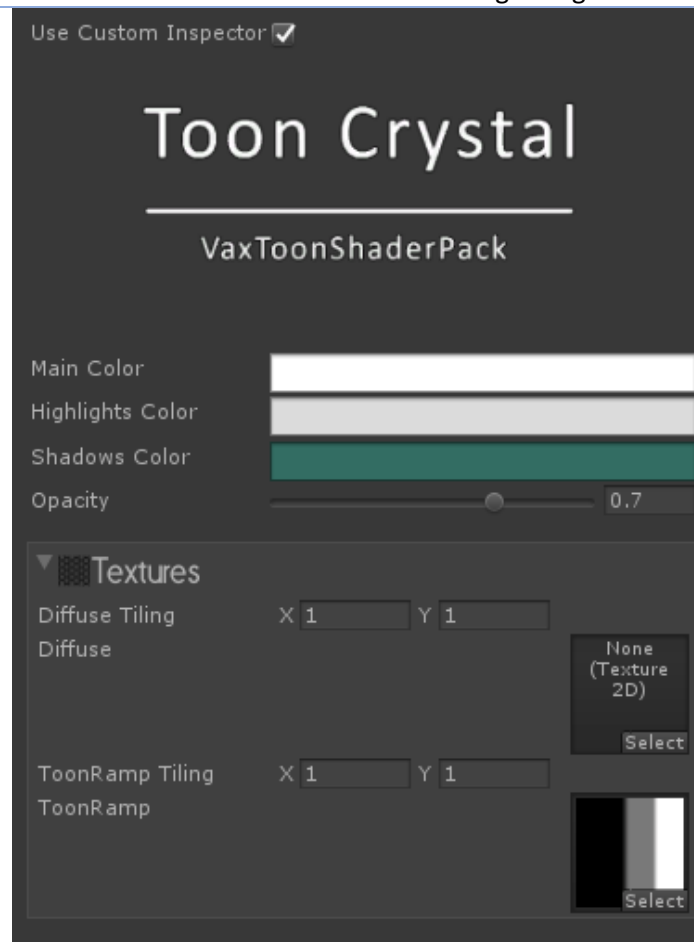 Use Custom Inspector
Toon Crystal
VaxToonShaderPack
Main Color
Highlights Color
Shadows Color
Opacity 0.7
Textures
Diffuse Tiling X 1 Y 1
Diffuse
None
(Texture
2D)
Select
ToonRamp Tiling X 1 Y 1
ToonRamp
Select